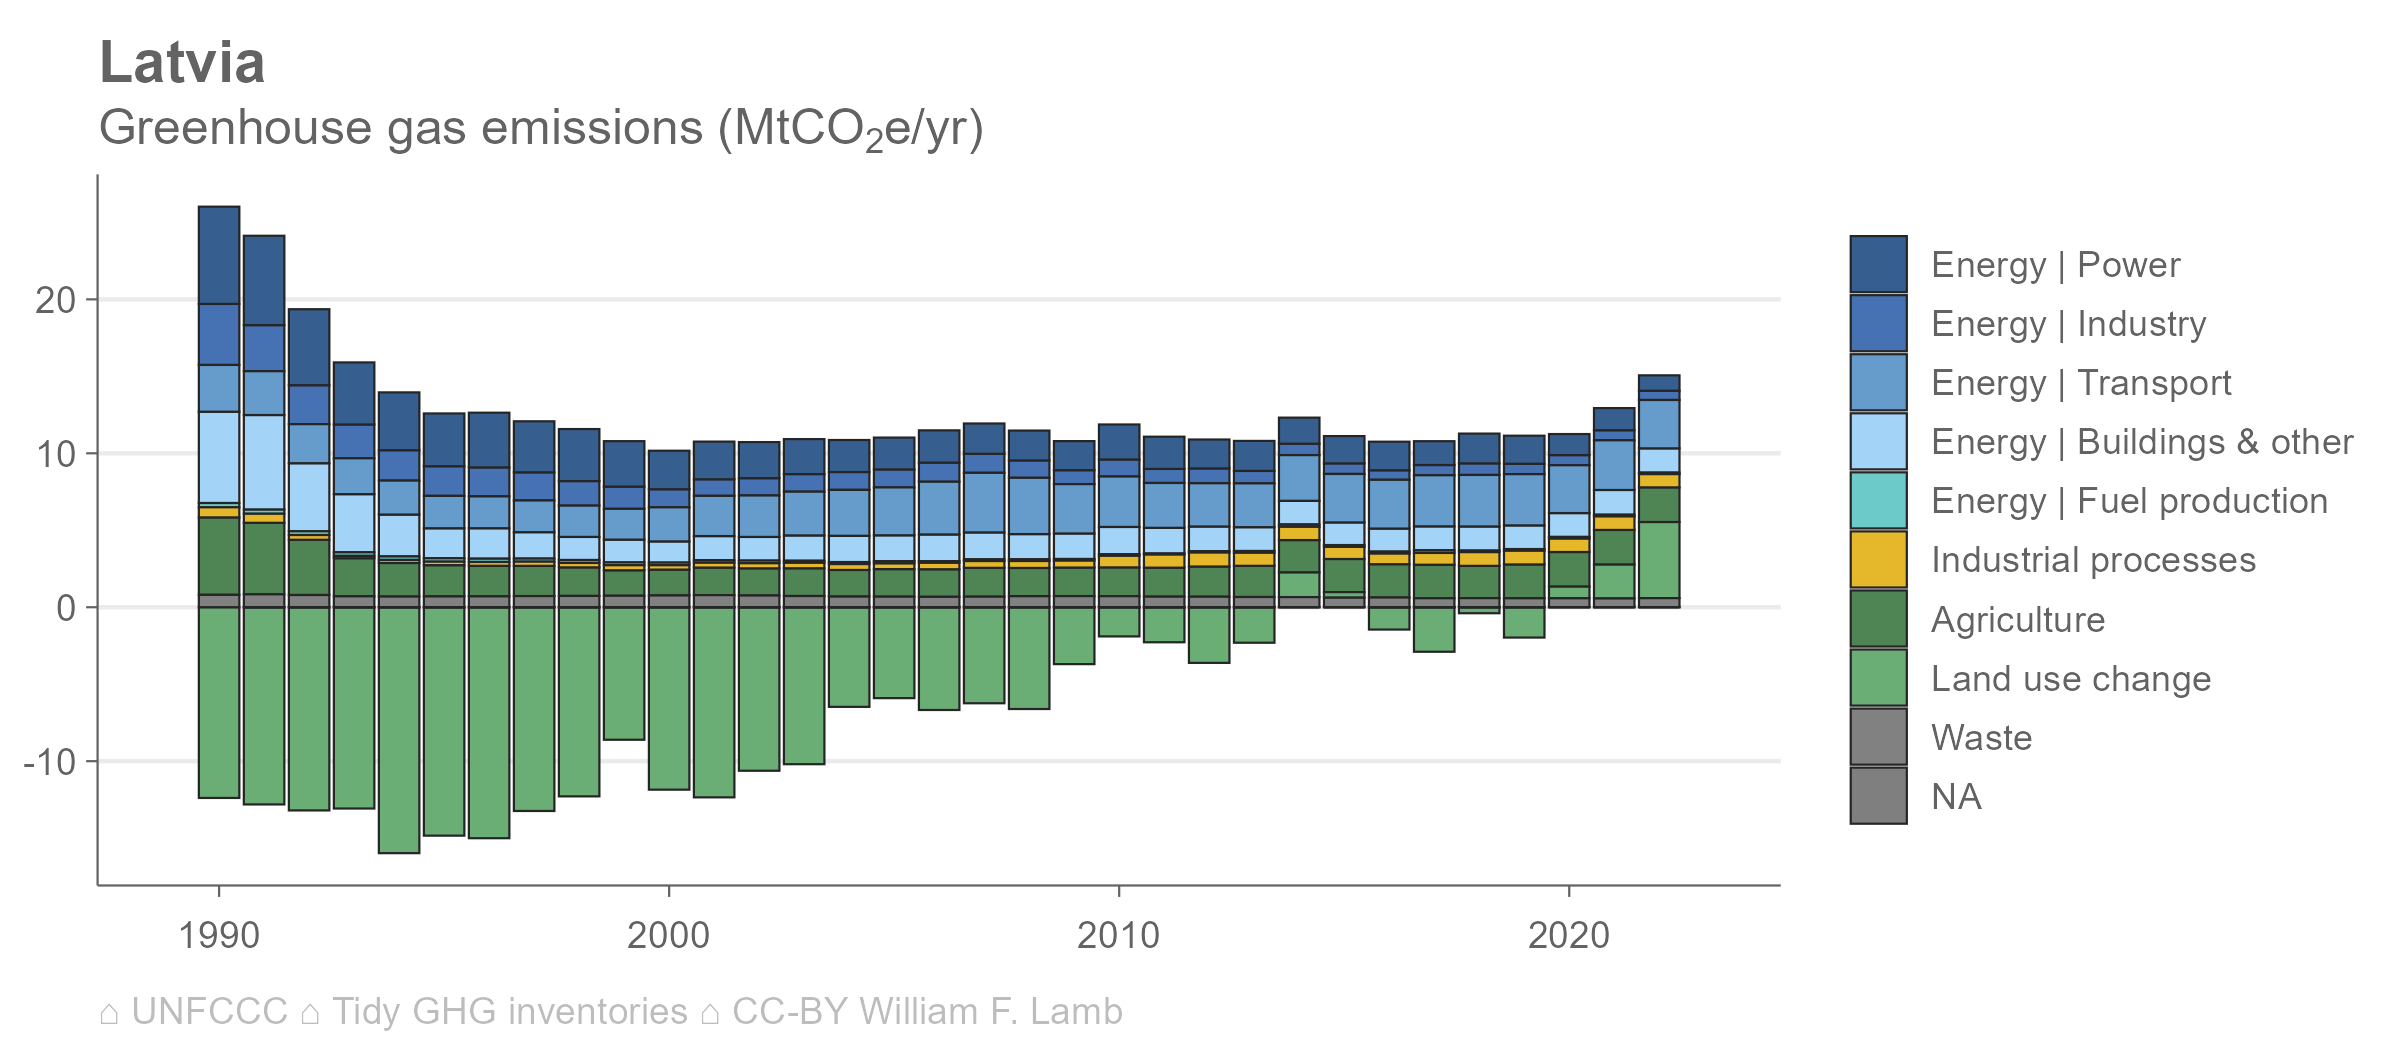 Latvia
Greenhouse gas emissions (MtCO₂e/yr)
20
10
0
-10
1990
2000
2010
2020
Energy | Power
Energy | Industry
Energy | Transport
Energy | Buildings & other
Energy | Fuel production
Industrial processes
Agriculture
Land use change
Waste
NA
⌂ UNFCCC ⌂ Tidy GHG inventories ⌂ CC-BY William F. Lamb